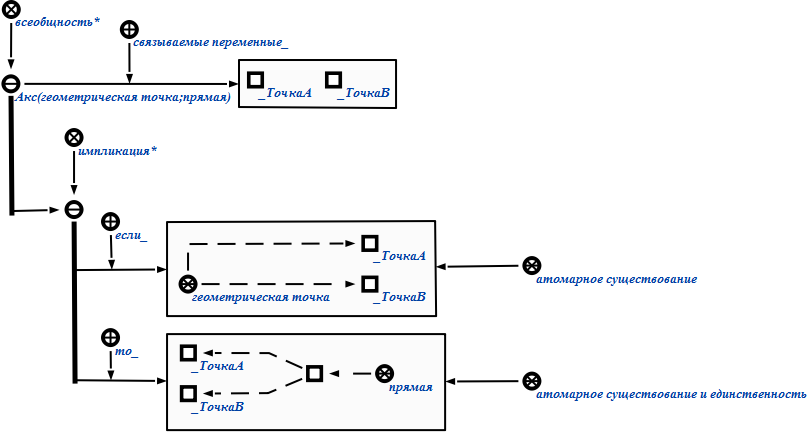 всеобщность*
связываемые переменные_
Акс(геометрическая точка;прямая)
_ТочкаА
_ТочкаВ
импликация*
если_
_ТочкаА
атомарное существование
геометрическая точка
_ТочкаВ
то_
_ТочкаА
прямая
атомарное существование и единственность
_ТочкаВ